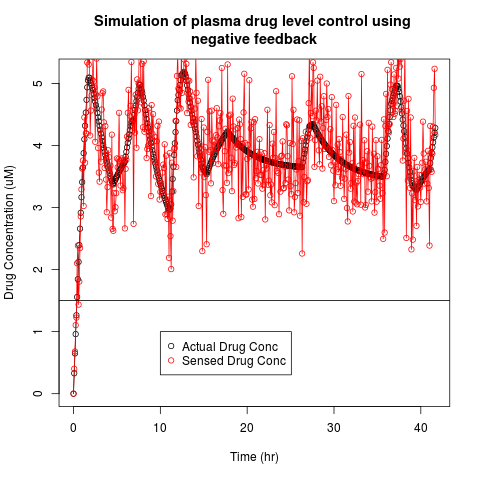 Simulation of plasma drug level control using
negative feedback
Drug Concentration (uM)
5
4
3
2
1
0
Actual Drug Conc
Sensed Drug Conc
0 10 20 30 40
Time (hr)